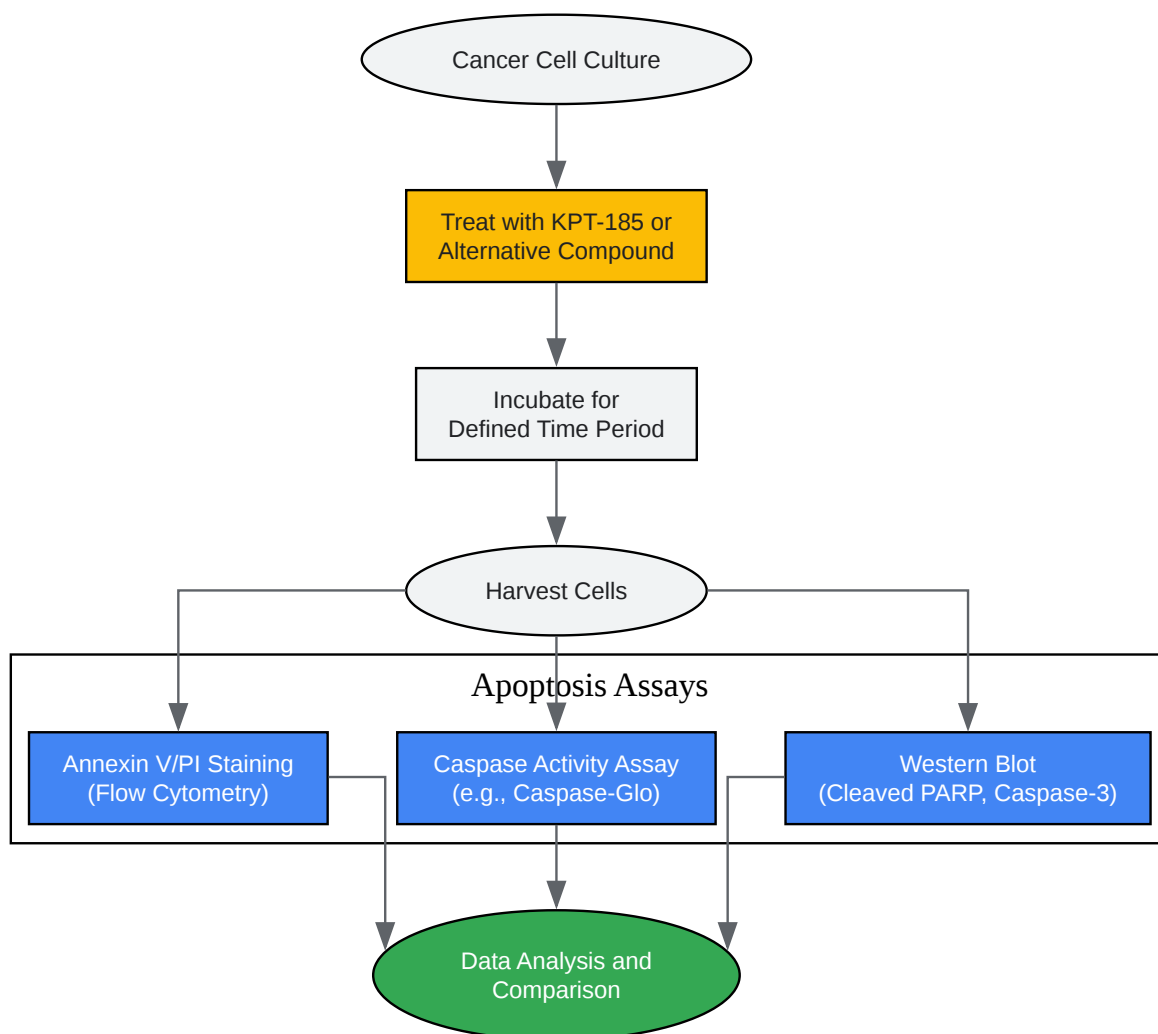 Cancer Cell Culture
Treat with KPT-185 or
Alternative Compound
Incubate for
Defined Time Period
Harvest Cells
Apoptosis Assays
Annexin V/PI Staining
(Flow Cytometry)
Caspase Activity Assay
(e.g., Caspase-Glo)
Western Blot
(Cleaved PARP, Caspase-3)
Data Analysis and
Comparison